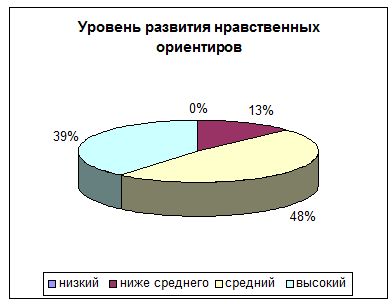 Уровень развития нравственных
ориентиров
0%
13%
39%
48%
низкий ниже среднего средний высокий